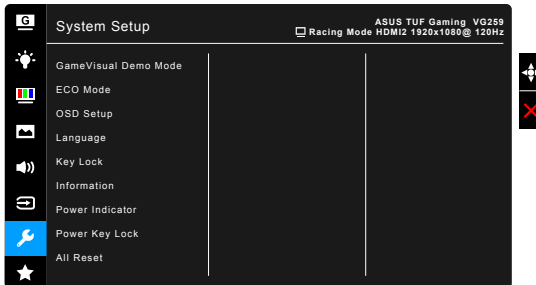 G
System Setup
ASUS TUF Gaming VG259
Racing Mode HDMI2 1920x1080@ 120Hz
GameVisual Demo Mode
ECO Mode
OSD Setup
Language
Key Lock
Information
Power Indicator
Power Key Lock
All Reset